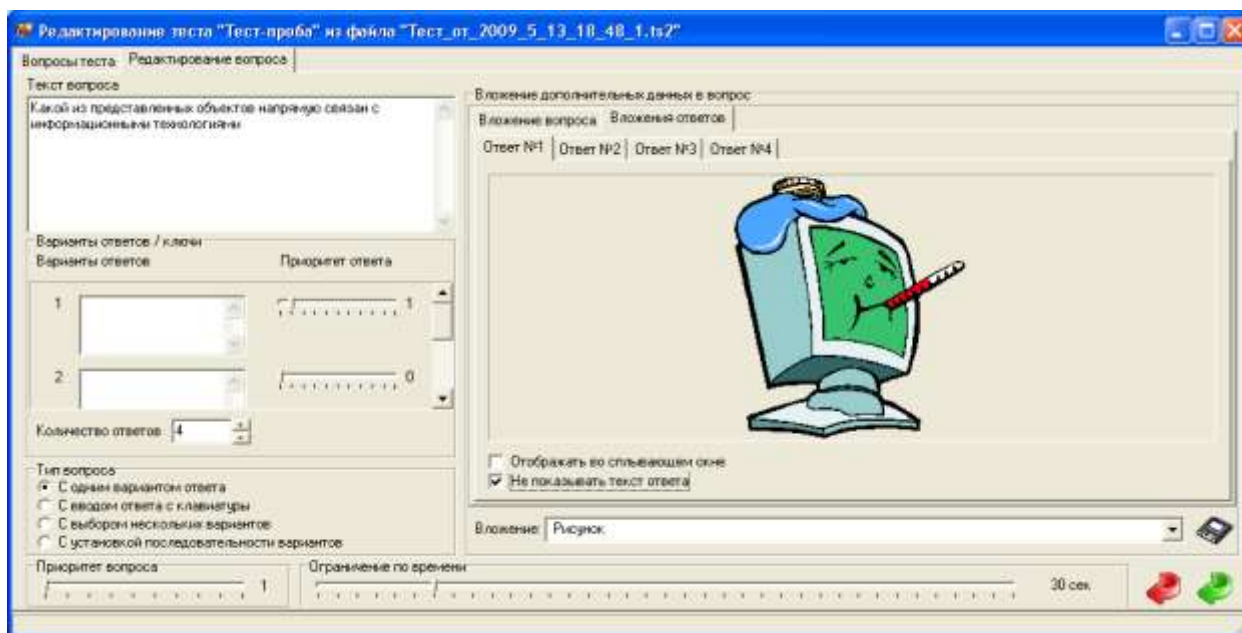 Редактирование теста "Тест-проба" из файла "Тест_от_2009_5_13_18_48_1.ts2"
Вопросы теста
Редактирование вопроса
Текст вопроса
Какой из представленных объектов напрямую связан с
информационными технологиями
Варианты ответов / ключи
Варианты ответов
Приоритет ответа
1
1
2
0
Количество ответов 4
Тип вопроса
С одним вариантом ответа
С вводом ответа с клавиатуры
С выбором нескольких вариантов
С установкой последовательности вариантов
Вложение дополнительных данных в вопрос
Вложение вопроса
Вложения ответов
Ответ №1
Ответ №2
Ответ №3
Ответ №4
Отображать во сплывающем окне
Не показывать текст ответа
Вложение: Рисунок
Приоритет вопроса
1
Ограничение по времени
30 сек.